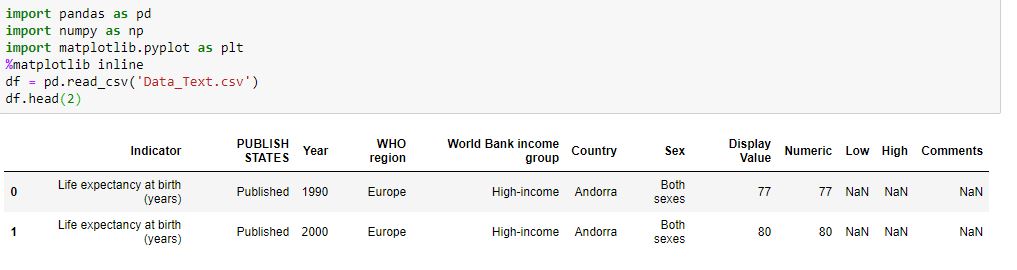 import pandas as pd
import numpy as np
import matplotlib.pyplot as plt
%matplotlib inline
df = pd.read_csv('Data_Text.csv')
df.head(2)
Indicator PUBLISH STATES Year WHO region World Bank income group Country Sex Display Value Numeric Low High Comments
0 Life expectancy at birth (years) Published 1990 Europe High-income Andorra Both sexes 77 77 NaN NaN NaN
1 Life expectancy at birth (years) Published 2000 Europe High-income Andorra Both sexes 80 80 NaN NaN NaN